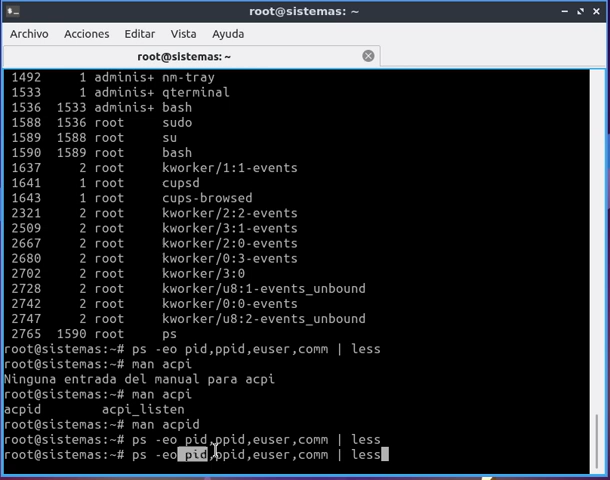 root@sistemas: ~
Archivo Acciones Editar Vista Ayuda
root@sistemas: ~
1492 1 adminis+ nm-tray
1533 1 adminis+ qterminal
1536 1533 adminis+ bash
1588 1536 root sudo
1589 1588 root su
1590 1589 root bash
1637 2 root kworker/1:1-events
1641 1 root cupsd
1643 1 root cups-browsed
2321 2 root kworker/2:2-events
2509 2 root kworker/3:1-events
2667 2 root kworker/2:0-events
2680 2 root kworker/0:3-events
2702 2 root kworker/3:0
2728 2 root kworker/u8:1-events_unbound
2742 2 root kworker/0:0-events
2747 2 root kworker/u8:2-events_unbound
2765 1590 root ps
root@sistemas:~# ps -eo pid,ppid,euser,comm | less
root@sistemas:~# man acpi
Ninguna entrada del manual para acpi
root@sistemas:~# man acpi
acpid acpi_listen
root@sistemas:~# man acpid
root@sistemas:~# ps -eo pid,ppid,euser,comm | less
root@sistemas:~# ps -eo pid,ppid,euser,comm | less